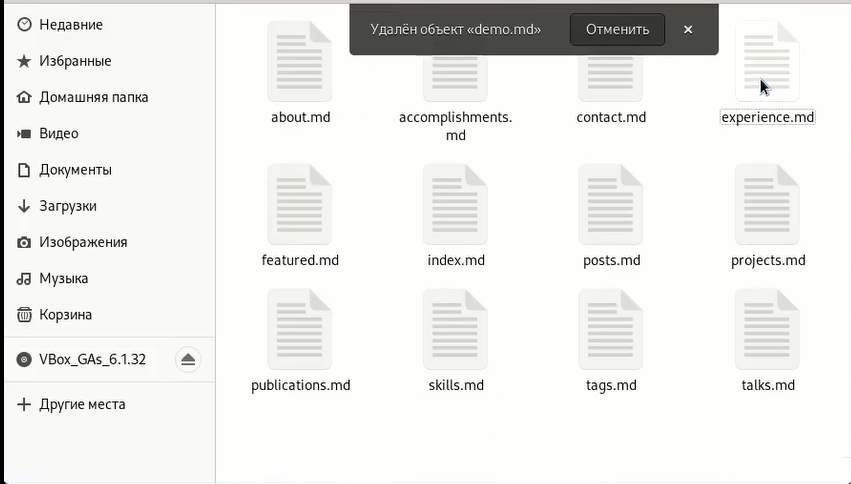 Недавние
Избранные
Домашняя папка
Видео
Документы
Загрузки
Изображения
Музыка
Корзина
VBox_GAs_6.1.32
Другие места
Удалён объект «demo.md»
Отменить
about.md
accomplishments.
md
contact.md
experience.md
featured.md
index.md
posts.md
projects.md
publications.md
skills.md
tags.md
talks.md